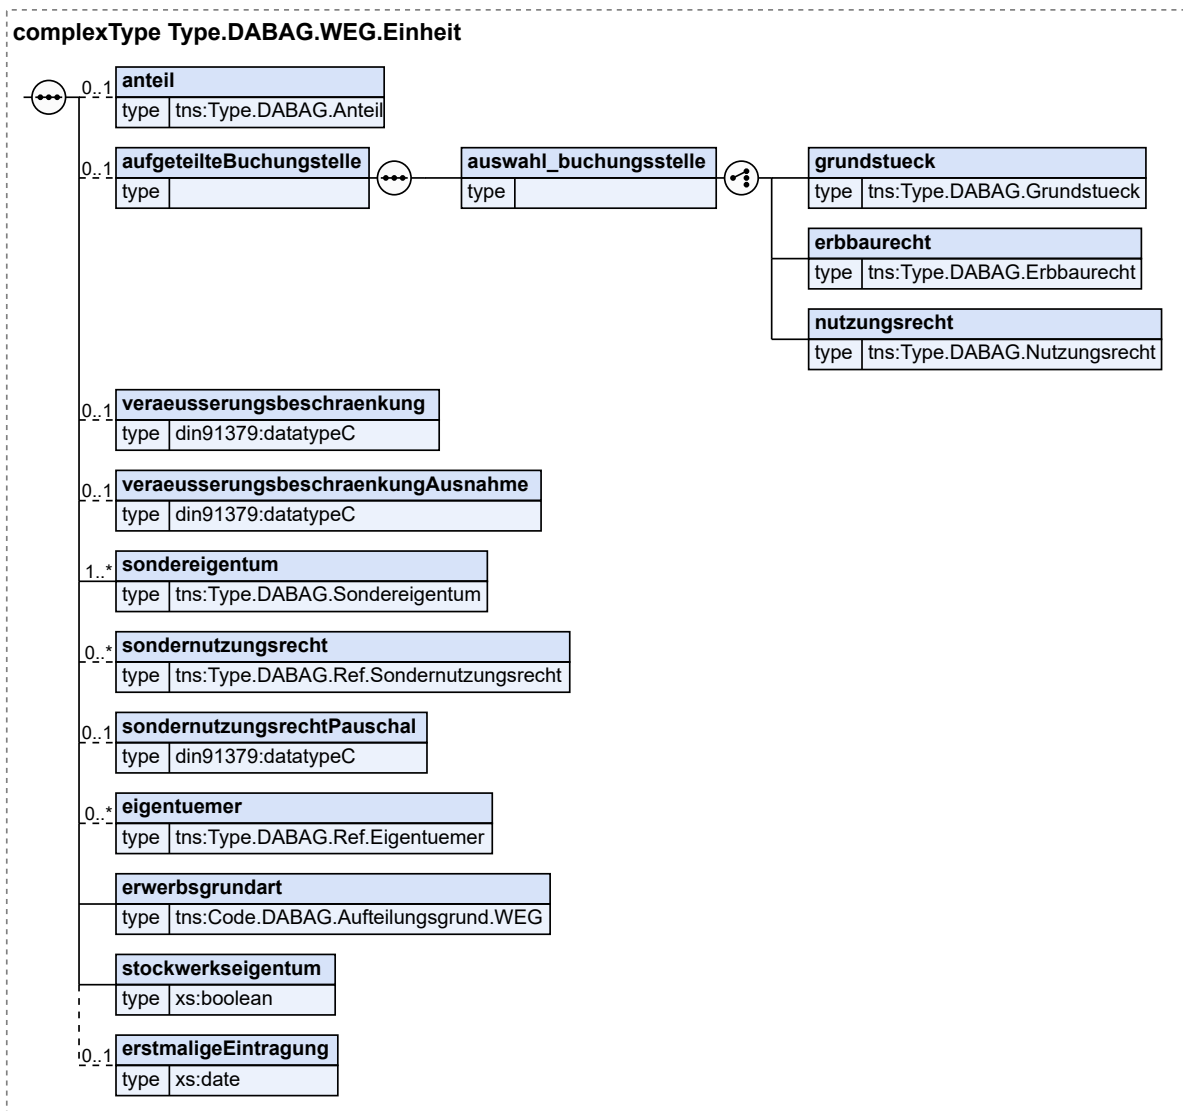 complexType Type.DABAG.WEG.Einheit
0..1
anteil
type tns:Type.DABAG.Anteil
0..1
aufgeteilteBuchungstelle
type
auswahl_buchungsstelle
type
grundstueck
type tns:Type.DABAG.Grundstueck
erbbaurecht
type tns:Type.DABAG.Erbbaurecht
nutzungsrecht
type tns:Type.DABAG.Nutzungsrecht
0..1
veraeusserungsbeschraenkung
type din91379:datatypeC
0..1
veraeusserungsbeschraenkungAusnahme
type din91379:datatypeC
1..*
sondereigentum
type tns:Type.DABAG.Sondereigentum
0..*
sondernutzungsrecht
type tns:Type.DABAG.Ref.Sondernutzungsrecht
0..1
sondernutzungsrechtPauschal
type din91379:datatypeC
0..*
eigentuemer
type tns:Type.DABAG.Ref.Eigentuemer
erwerbsgrundart
type tns:Code.DABAG.Aufteilungsgrund.WEG
stockwerkseigentum
type xs:boolean
0..1
erstmaligeEintragung
type xs:date